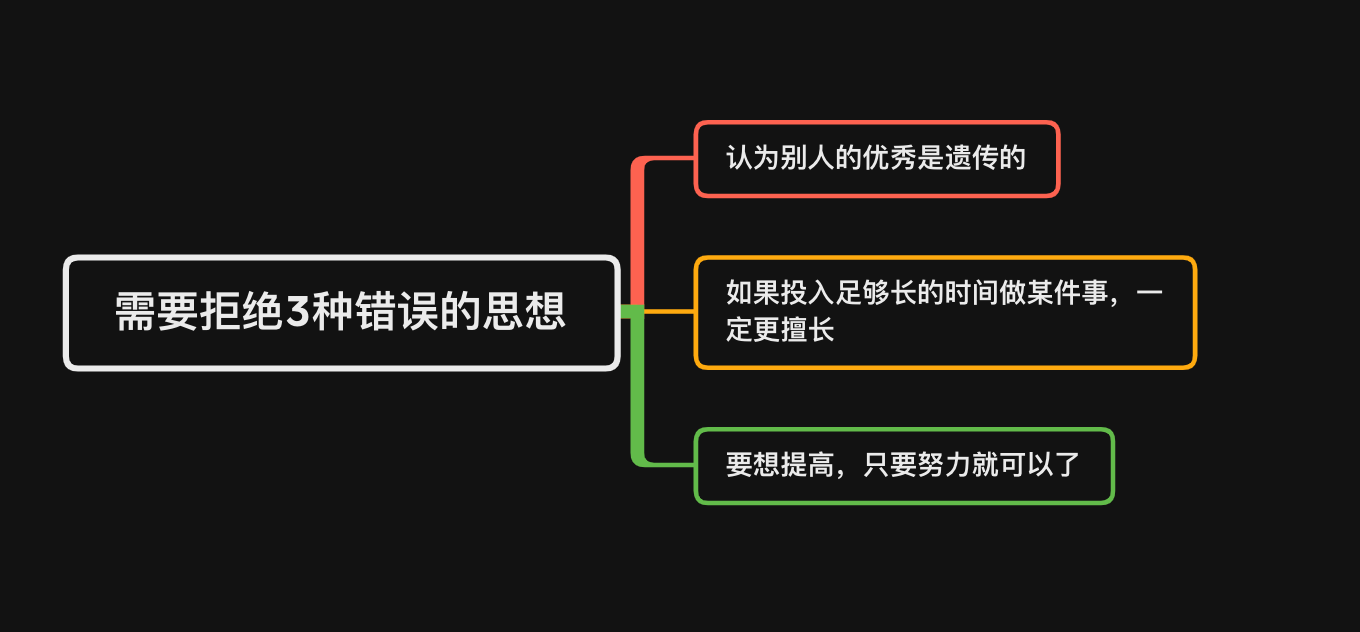 认为别人的优秀是遗传的
需要拒绝3种错误的思想
如果投入足够长的时间做某件事，一
定更擅长
要想提高，只要努力就可以了